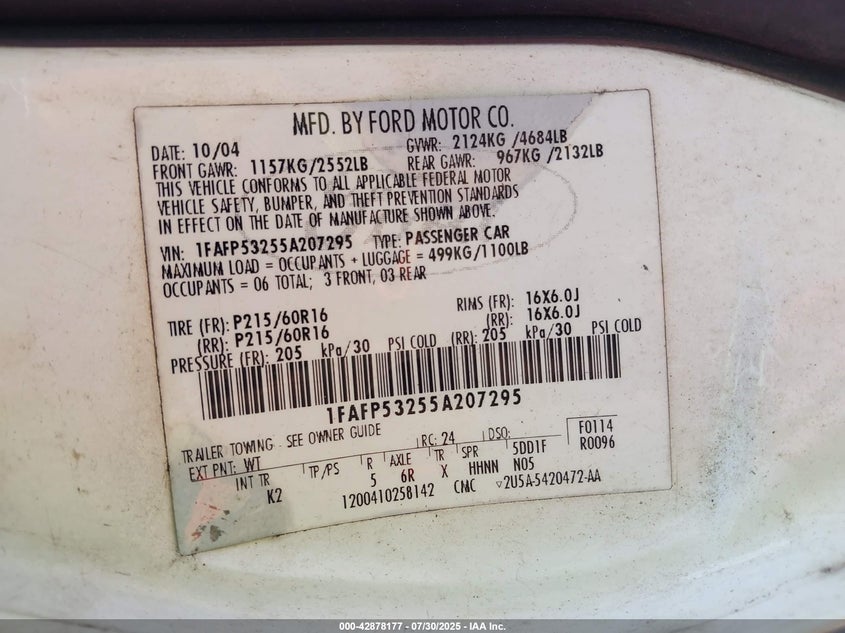 MFD. BY FORD MOTOR CO.
DATE: 10/04 GVWR: 2124KG /4684LB
FRONT GAWR: 1157KG/2552LB REAR GAWR: 967KG /2132LB
THIS VEHICLE CONFORMS TO ALL APPLICABLE FEDERAL MOTOR
VEHICLE SAFETY, BUMPER, AND THEFT PREVENTION STANDARDS
IN EFFECT ON THE DATE OF MANUFACTURE SHOWN ABOVE.
VIN: 1FAFP53255A207295 TYPE: PASSENGER CAR
MAXIMUM LOAD = OCCUPANTS + LUGGAGE = 499KG/1100LB
OCCUPANTS = 06 TOTAL; 3 FRONT, 03 REAR
TIRE (FR): P215/60R16 RIMS (FR): 16X6.0J
(RR): P215/60R16 (RR): 16X6.0J
PRESSURE (FR): 205 kPa/30 PSI COLD (RR): 205 kPa/30 PSI COLD
1FAFP53255A207295
TRAILER TOWING - SEE OWNER GUIDE
EXT PNT: WT RC: 24 DSO: F0114
INT TR TP/PS R AXLE TR SPR 5DD1F R0096
K2 5 6R X HHNN N05
1200410258142 CMC ▽2U5A-5420472-AA
000-42878177 - 07/30/2025 - IAA Inc.